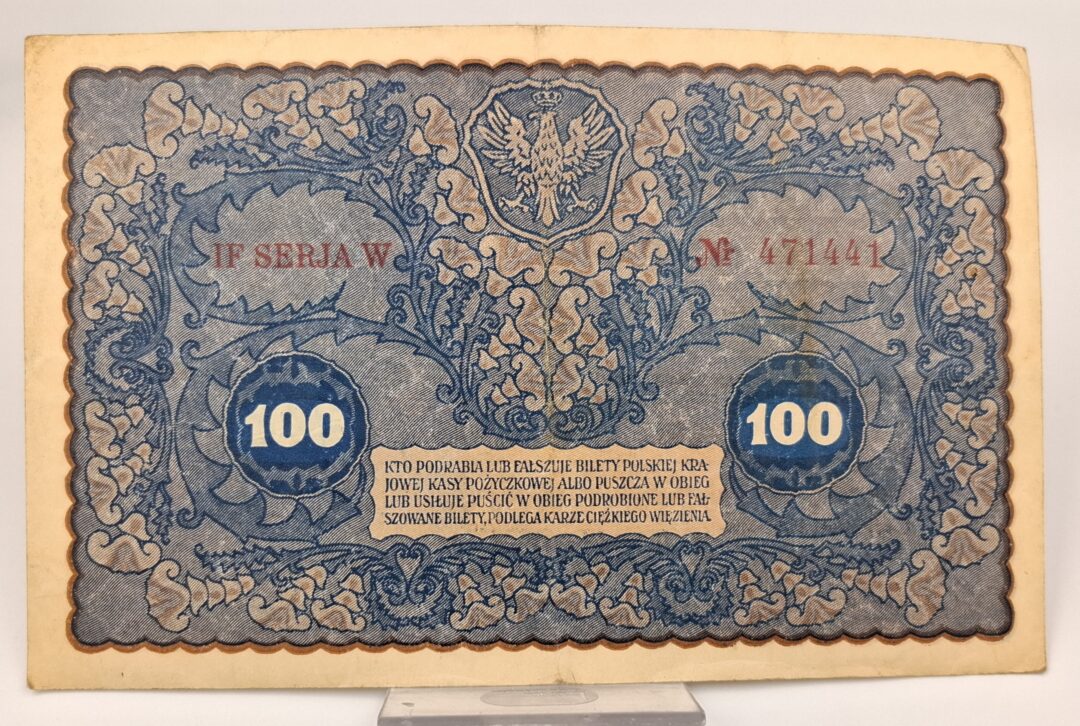 IF SERJA W
№ 471441
100
100
KTO PODRABIA LUB FAŁSZUJE BILETY POLSKIEJ KRA-
JOWEJ KASY POŻYCZKOWEJ ALBO PUSZCZA W OBIEG
LUB USIŁUJE PUŚCIĆ W OBIEG PODROBIONE LUB FAŁ-
SZOWANE BILETY, PODLEGA KARZE CIĘŻKIEGO WIĘZIENIA.